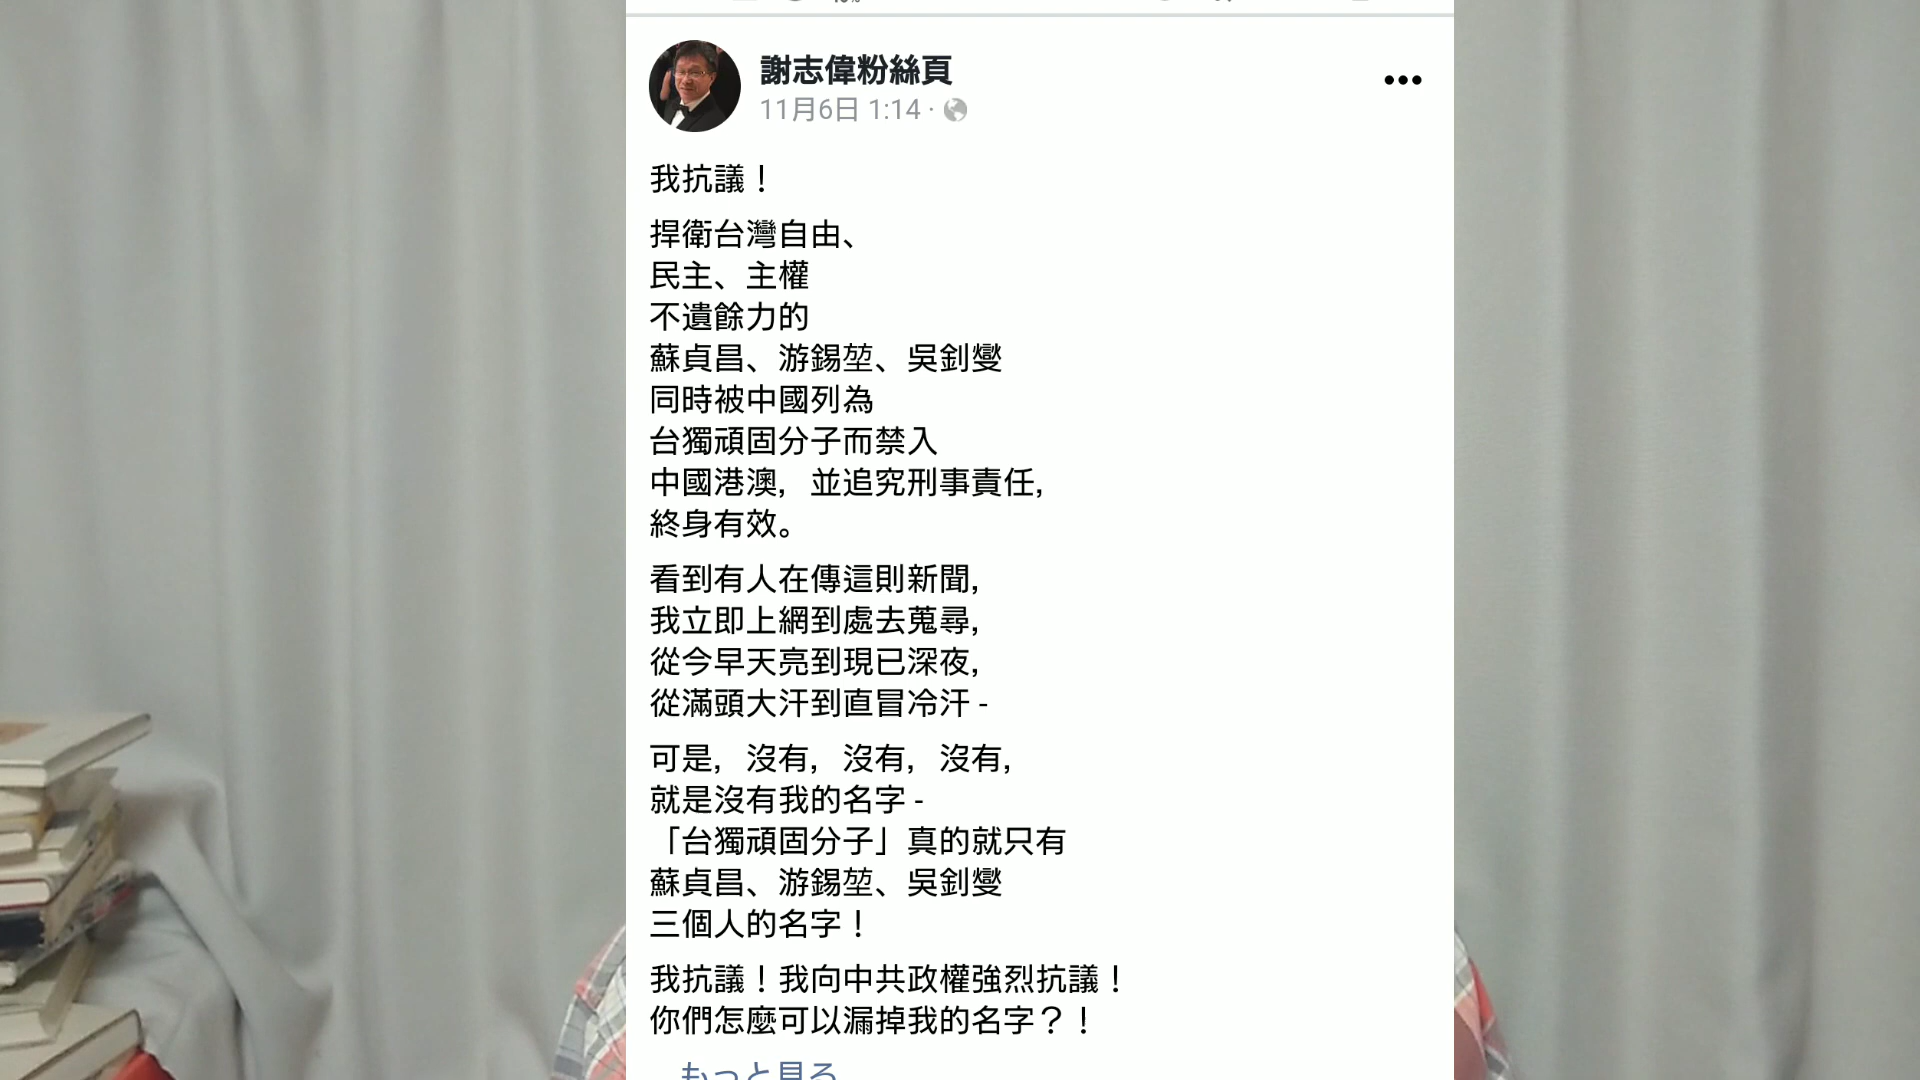 謝志偉粉絲頁
11月6日 1:14 ·
我抗議！
捍衛台灣自由、
民主、主權
不遺餘力的
蘇貞昌、游錫堃、吳釗燮
同時被中國列為
台獨頑固分子而禁入
中國港澳，並追究刑事責任，
終身有效。
看到有人在傳這則新聞，
我立即上網到處去蒐尋，
從今早天亮到現已深夜，
從滿頭大汗到直冒冷汗 -
可是，沒有，沒有，沒有，
就是沒有我的名字 -
「台獨頑固分子」真的就只有
蘇貞昌、游錫堃、吳釗燮
三個人的名字！
我抗議！我向中共政權強烈抗議！
你們怎麼可以漏掉我的名字？！
もっと見る